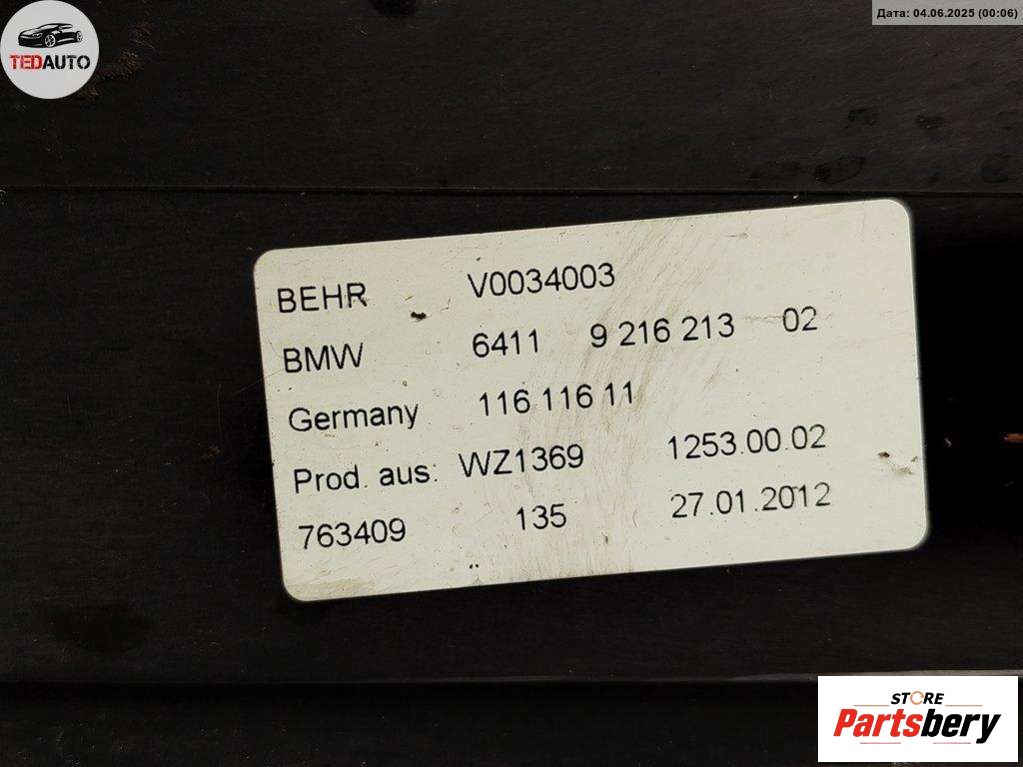 TEDAUTO
Дата: 04.06.2025 (00:06)
BEHR V0034003
BMW 6411 9 216 213 02
Germany 116 116 11
Prod. aus: WZ1369 1253.00.02
763409 135 27.01.2012
STORE
Partsbery